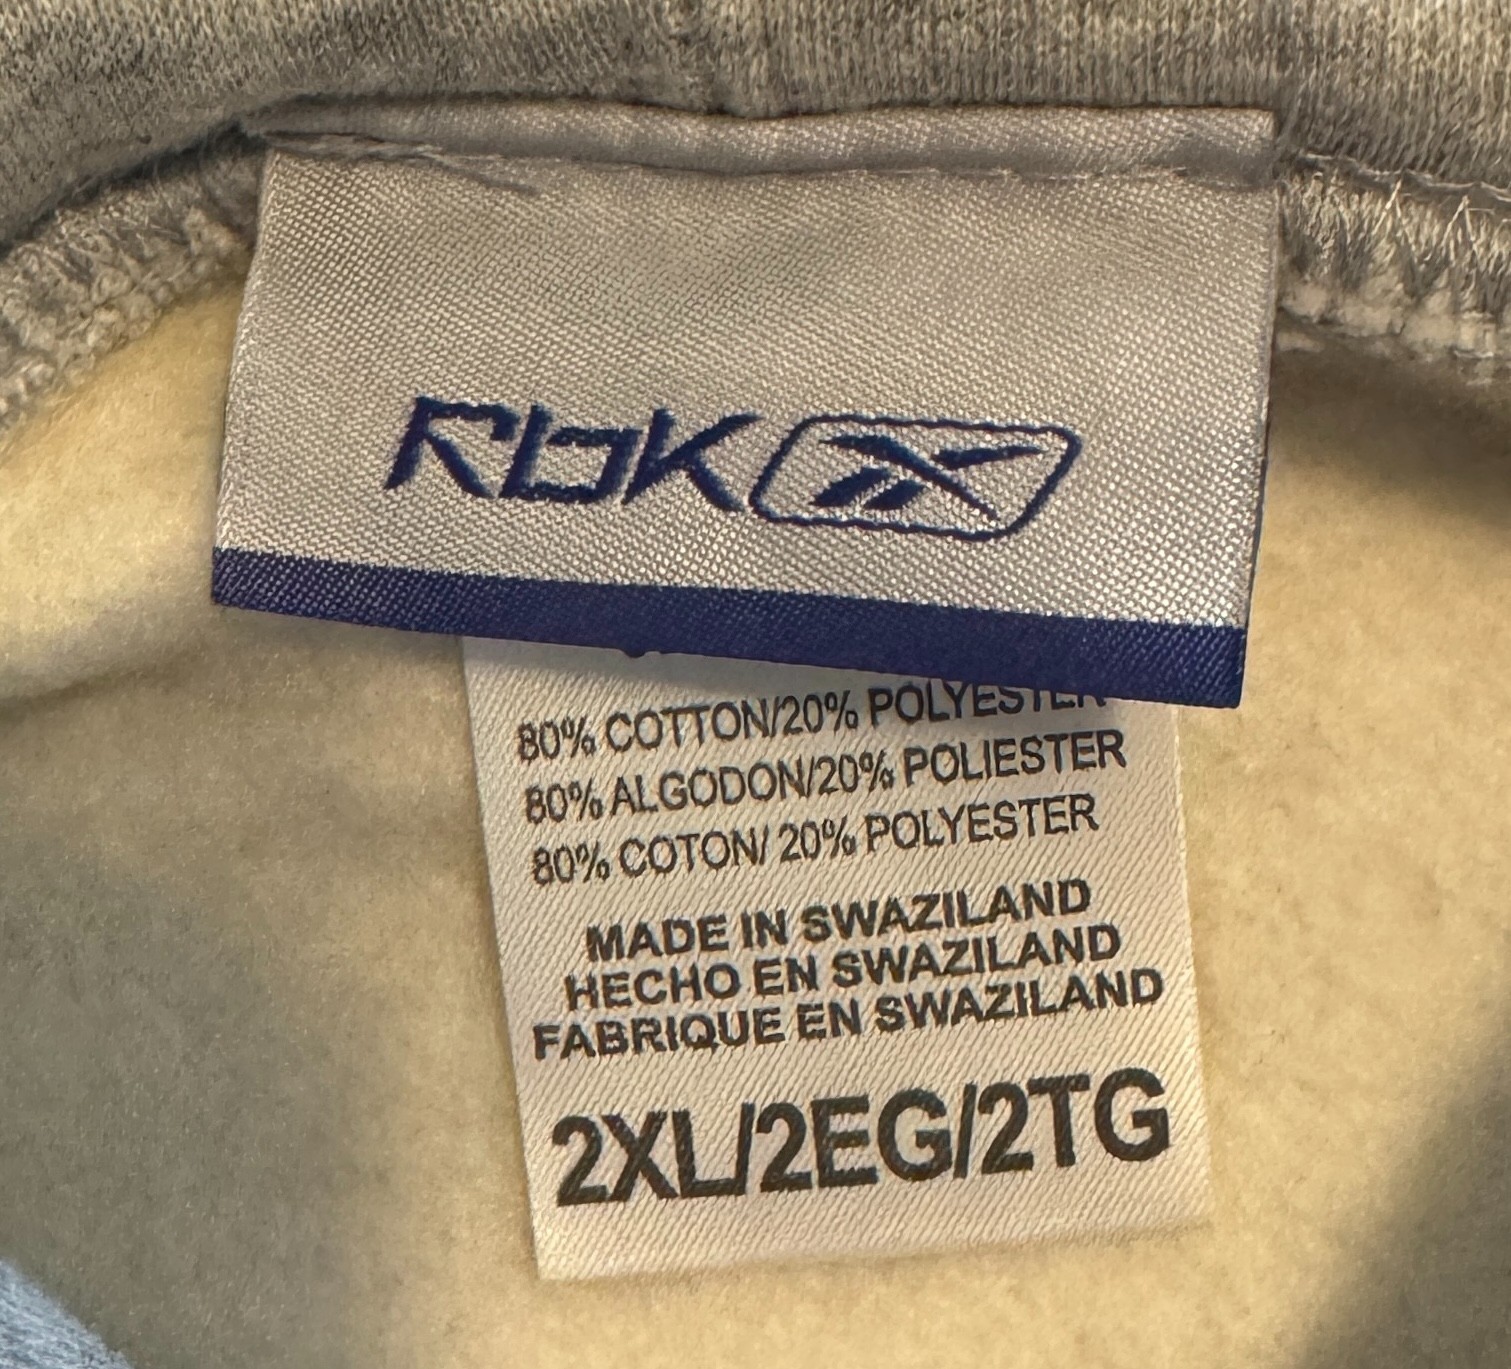 Rbk
80% COTTON/20% POLYESTER
80% ALGODON/20% POLIESTER
80% COTON/ 20% POLYESTER
MADE IN SWAZILAND
HECHO EN SWAZILAND
FABRIQUE EN SWAZILAND
2XL/2EG/2TG